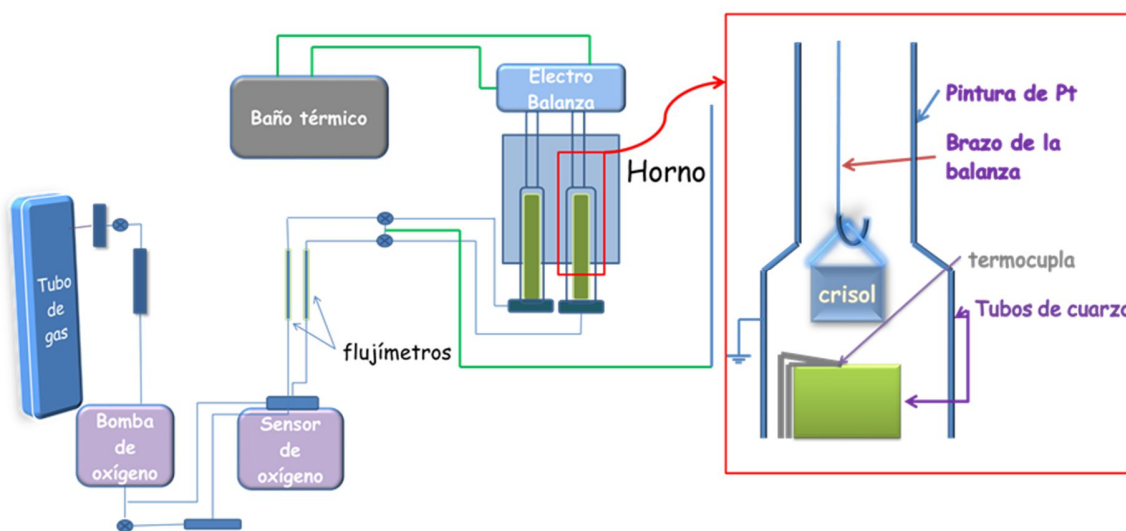 Electro
Balanza
Baño térmico
Horno
Tubo
de
gas
flujímetros
Bomba
de
oxígeno
Sensor
de
oxígeno
Pintura de Pt
Brazo de la
balanza
termocupla
crisol
Tubos de cuarzo